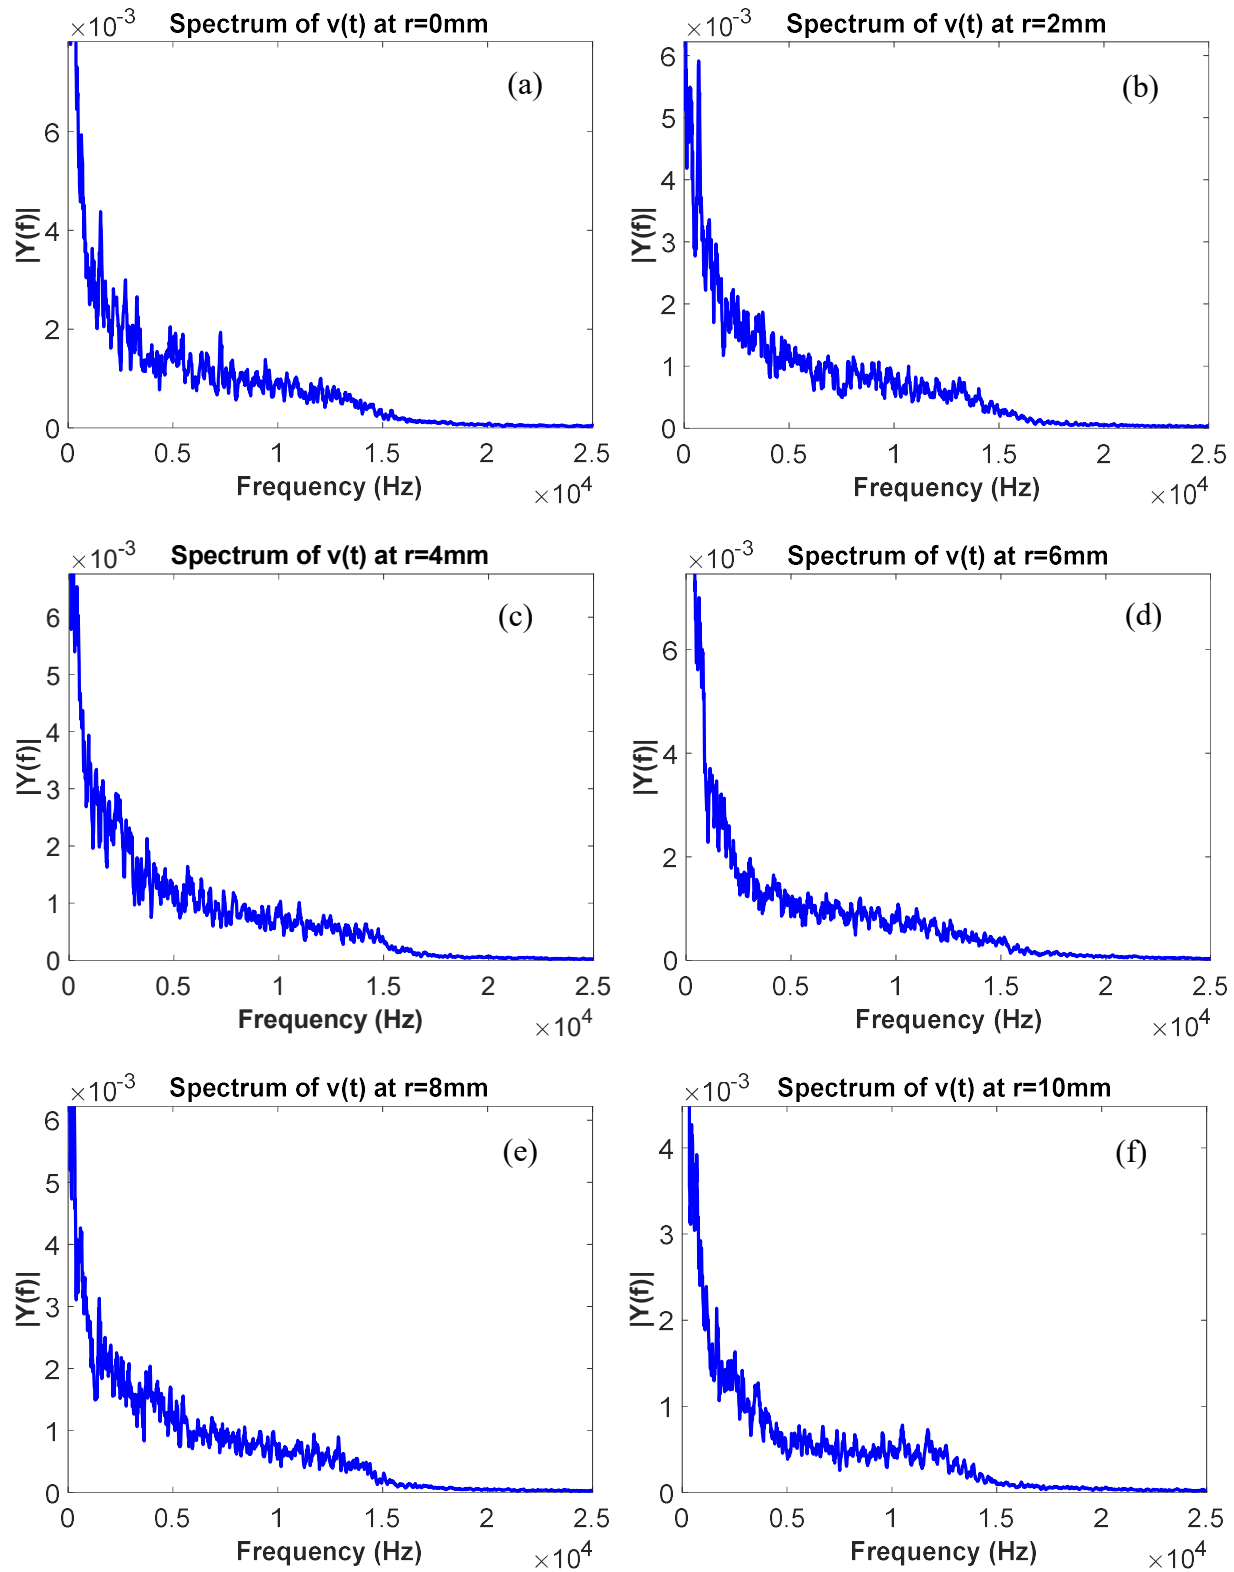 ×10-3
Spectrum of v(t) at r=0mm
(a)
6
4
2
0
|Y(f)|
0 0.5 1 1.5 2 2.5
Frequency (Hz)
×104
×10-3
Spectrum of v(t) at r=2mm
(b)
6
5
4
3
2
1
0
|Y(f)|
0 0.5 1 1.5 2 2.5
Frequency (Hz)
×104
×10-3
Spectrum of v(t) at r=4mm
(c)
6
5
4
3
2
1
0
|Y(f)|
0 0.5 1 1.5 2 2.5
Frequency (Hz)
×104
×10-3
Spectrum of v(t) at r=6mm
(d)
6
4
2
0
|Y(f)|
0 0.5 1 1.5 2 2.5
Frequency (Hz)
×104
×10-3
Spectrum of v(t) at r=8mm
(e)
6
5
4
3
2
1
0
|Y(f)|
0 0.5 1 1.5 2 2.5
Frequency (Hz)
×104
×10-3
Spectrum of v(t) at r=10mm
(f)
4
3
2
1
0
|Y(f)|
0 0.5 1 1.5 2 2.5
Frequency (Hz)
×104